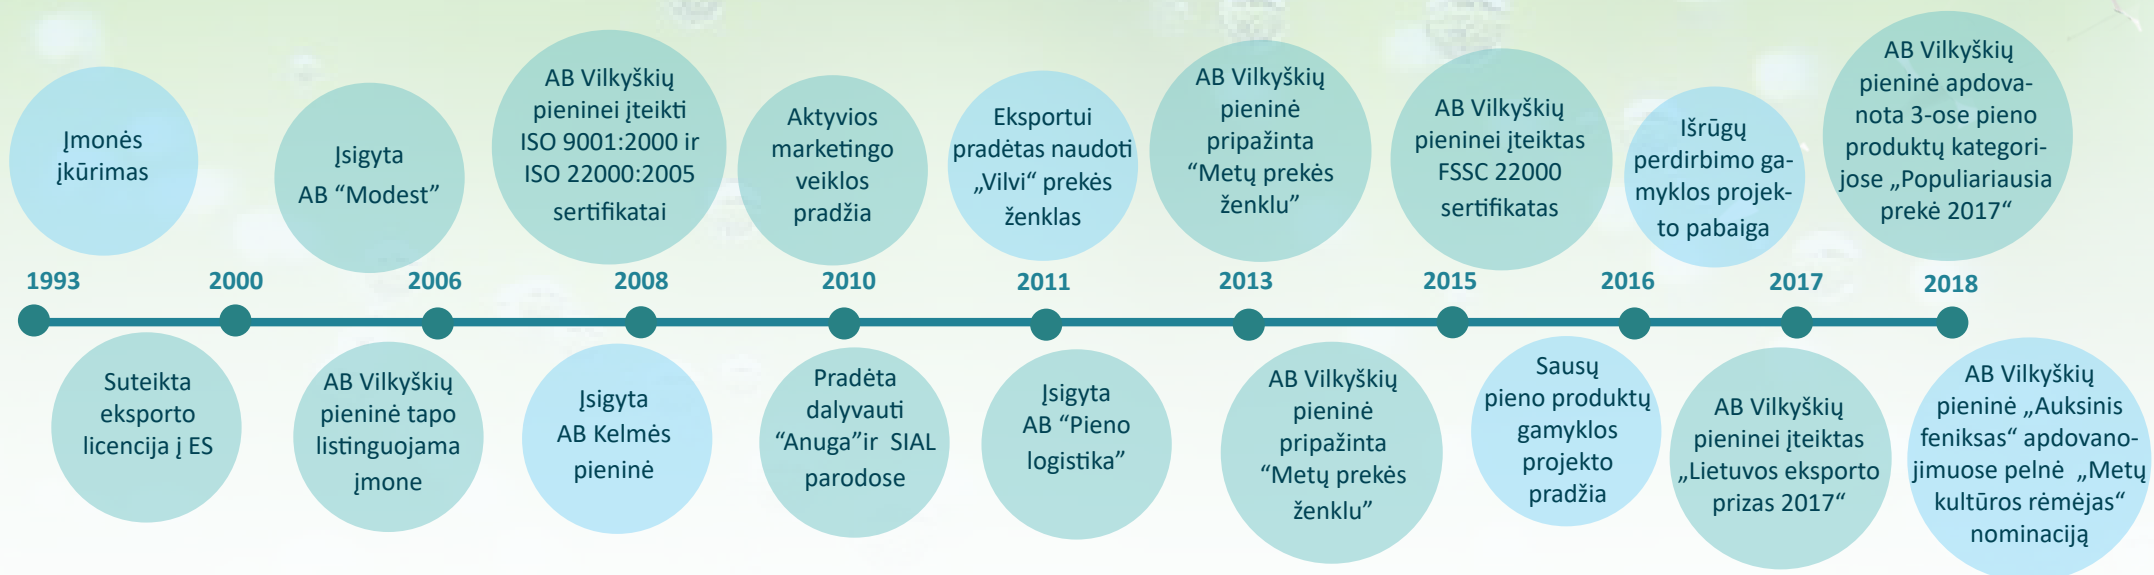 Įmonės
įkūrimas
Įsigyta
AB “Modest”
AB Vilkyškių
pieninei įteikti
ISO 9001:2000 ir
ISO 22000:2005
sertifikatai
Aktyvios
marketingo
veiklos
pradžia
Eksportui
pradėtas naudoti
„Vilvi“ prekės
ženklas
AB Vilkyškių
pieninė
pripažinta
“Metų prekės
ženklu”
AB Vilkyškių
pieninei įteiktas
FSSC 22000
sertifikatas
Išrūgų
perdirbimo ga-
myklos projek-
to pabaiga
AB Vilkyškių
pieninė apdova-
nota 3-ose pieno
produktų kategori-
jose „Populiariausia
prekė 2017“
1993
2000
2006
2008
2010
2011
2013
2015
2016
2017
2018
Suteikta
eksporto
licencija į ES
AB Vilkyškių
pieninė tapo
listinguojama
įmone
Įsigyta
AB Kelmės
pieninė
Pradėta
dalyvauti
“Anuga”ir SIAL
parodose
Įsigyta
AB “Pieno
logistika”
AB Vilkyškių
pieninė
pripažinta
“Metų prekės
ženklu”
Sausų
pieno produktų
gamyklos
projekto
pradžia
AB Vilkyškių
pieninei įteiktas
„Lietuvos eksporto
prizas 2017“
AB Vilkyškių
pieninė „Auksinis
feniksas“ apdovano-
jimuose pelnė „Metų
kultūros rėmėjas“
nominaciją